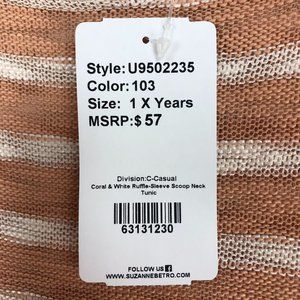 Style:U9502235
Color:103
Size: 1 X Years
MSRP:$ 57
Division:C-Casual
Coral & White Ruffle-Sleeve Scoop Neck
Tunic
63131230
FOLLOW US f
WWW.SUZANNEBETRO.COM